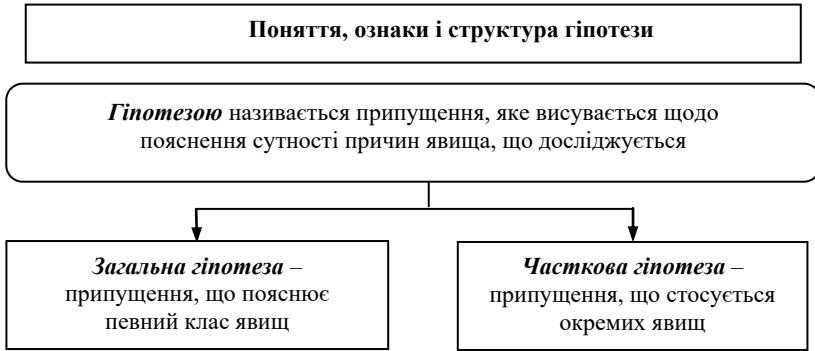 Поняття, ознаки і структура гіпотези
Гіпотезою називається припущення, яке висувається щодо
пояснення сутності причин явища, що досліджується
Загальна гіпотеза –
припущення, що пояснює
певний клас явищ
Часткова гіпотеза –
припущення, що стосується
окремих явищ